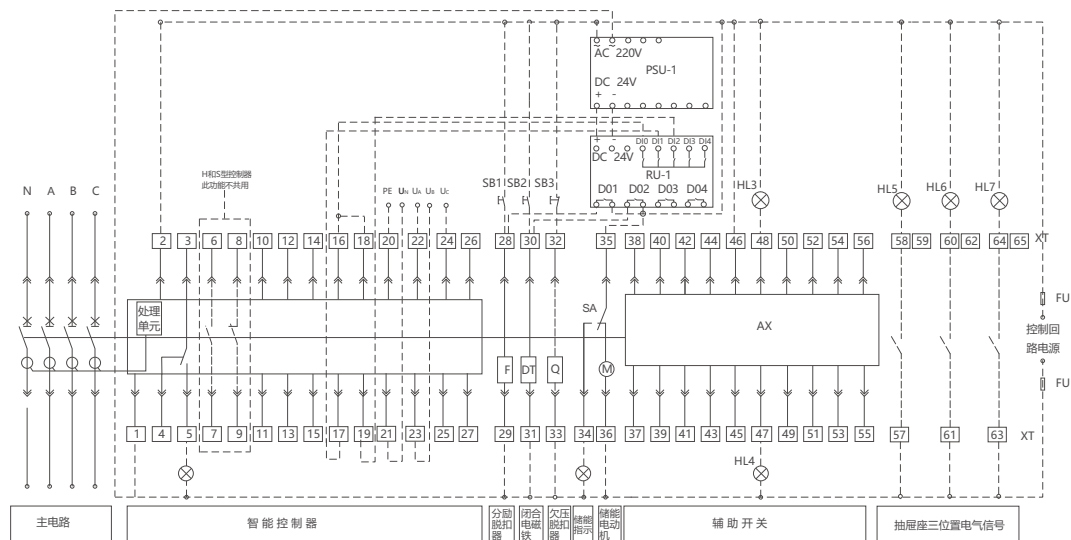 AC 220V
PSU-1
DC 24V
+ -
+ - DI0 DI1 DI2 DI3 DI4
DC 24V
RU-1
H和S型控制器
此功能不共用
SB1 SB2 SB3
DO1 DO2 DO3 DO4
N A B C
PE UN UA UB UC
HL3 HL5 HL6 HL7
2 3 6 8 10 12 14 16 18 20 22 24 26 28 30 32 35 38 40 42 44 46 48 50 52 54 56 58 59 60 62 64 65 XT
处理
单元
SA
AX
FU
控制回
路电源
FU
F DT Q M
1 4 5 7 9 11 13 15 17 19 21 23 25 27 29 31 33 34 36 37 39 41 43 45 47 49 51 53 55 57 61 63 XT
HL4
主电路
智能控制器
分励
脱扣
器
闭合
电磁
铁
欠压
脱扣
器
储能
指示
储能
电动
机
辅助开关
抽屉座三位置电气信号